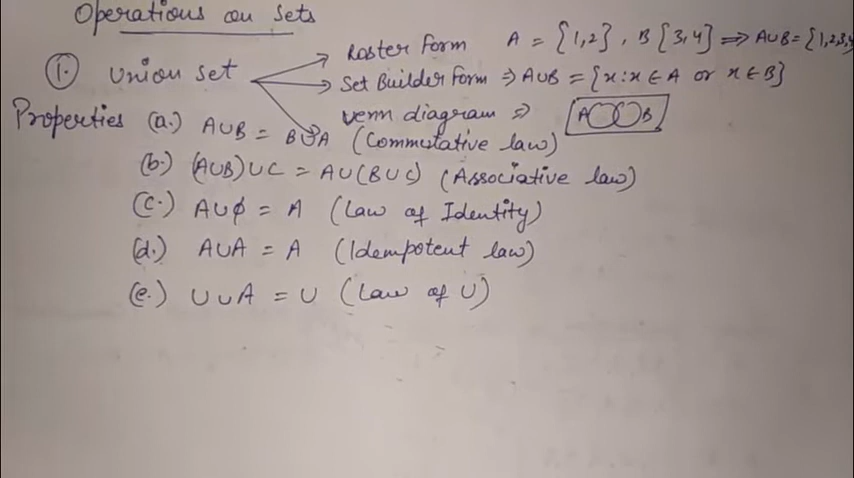 Operations on Sets
1. Union set
Roster form A = {1,2}, B [3,4] ⇒ A∪B = {1,2,3,4
Set Builder form ⇒ A∪B = {x : x ∈ A or x ∈ B}
venn diagram ⇒ A B
Properties (a.) A∪B = B∪A (Commutative law)
(b.) (A∪B)∪C = A∪(B∪C) (Associative law)
(c.) A∪ϕ = A (Law of Identity)
(d.) A∪A = A (Idempotent law)
(e.) U∪A = U (Law of U)